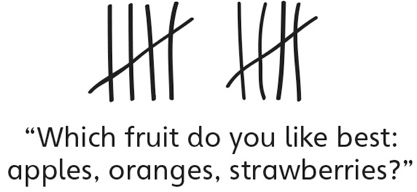 “Which fruit do you like best:
apples, oranges, strawberries?”